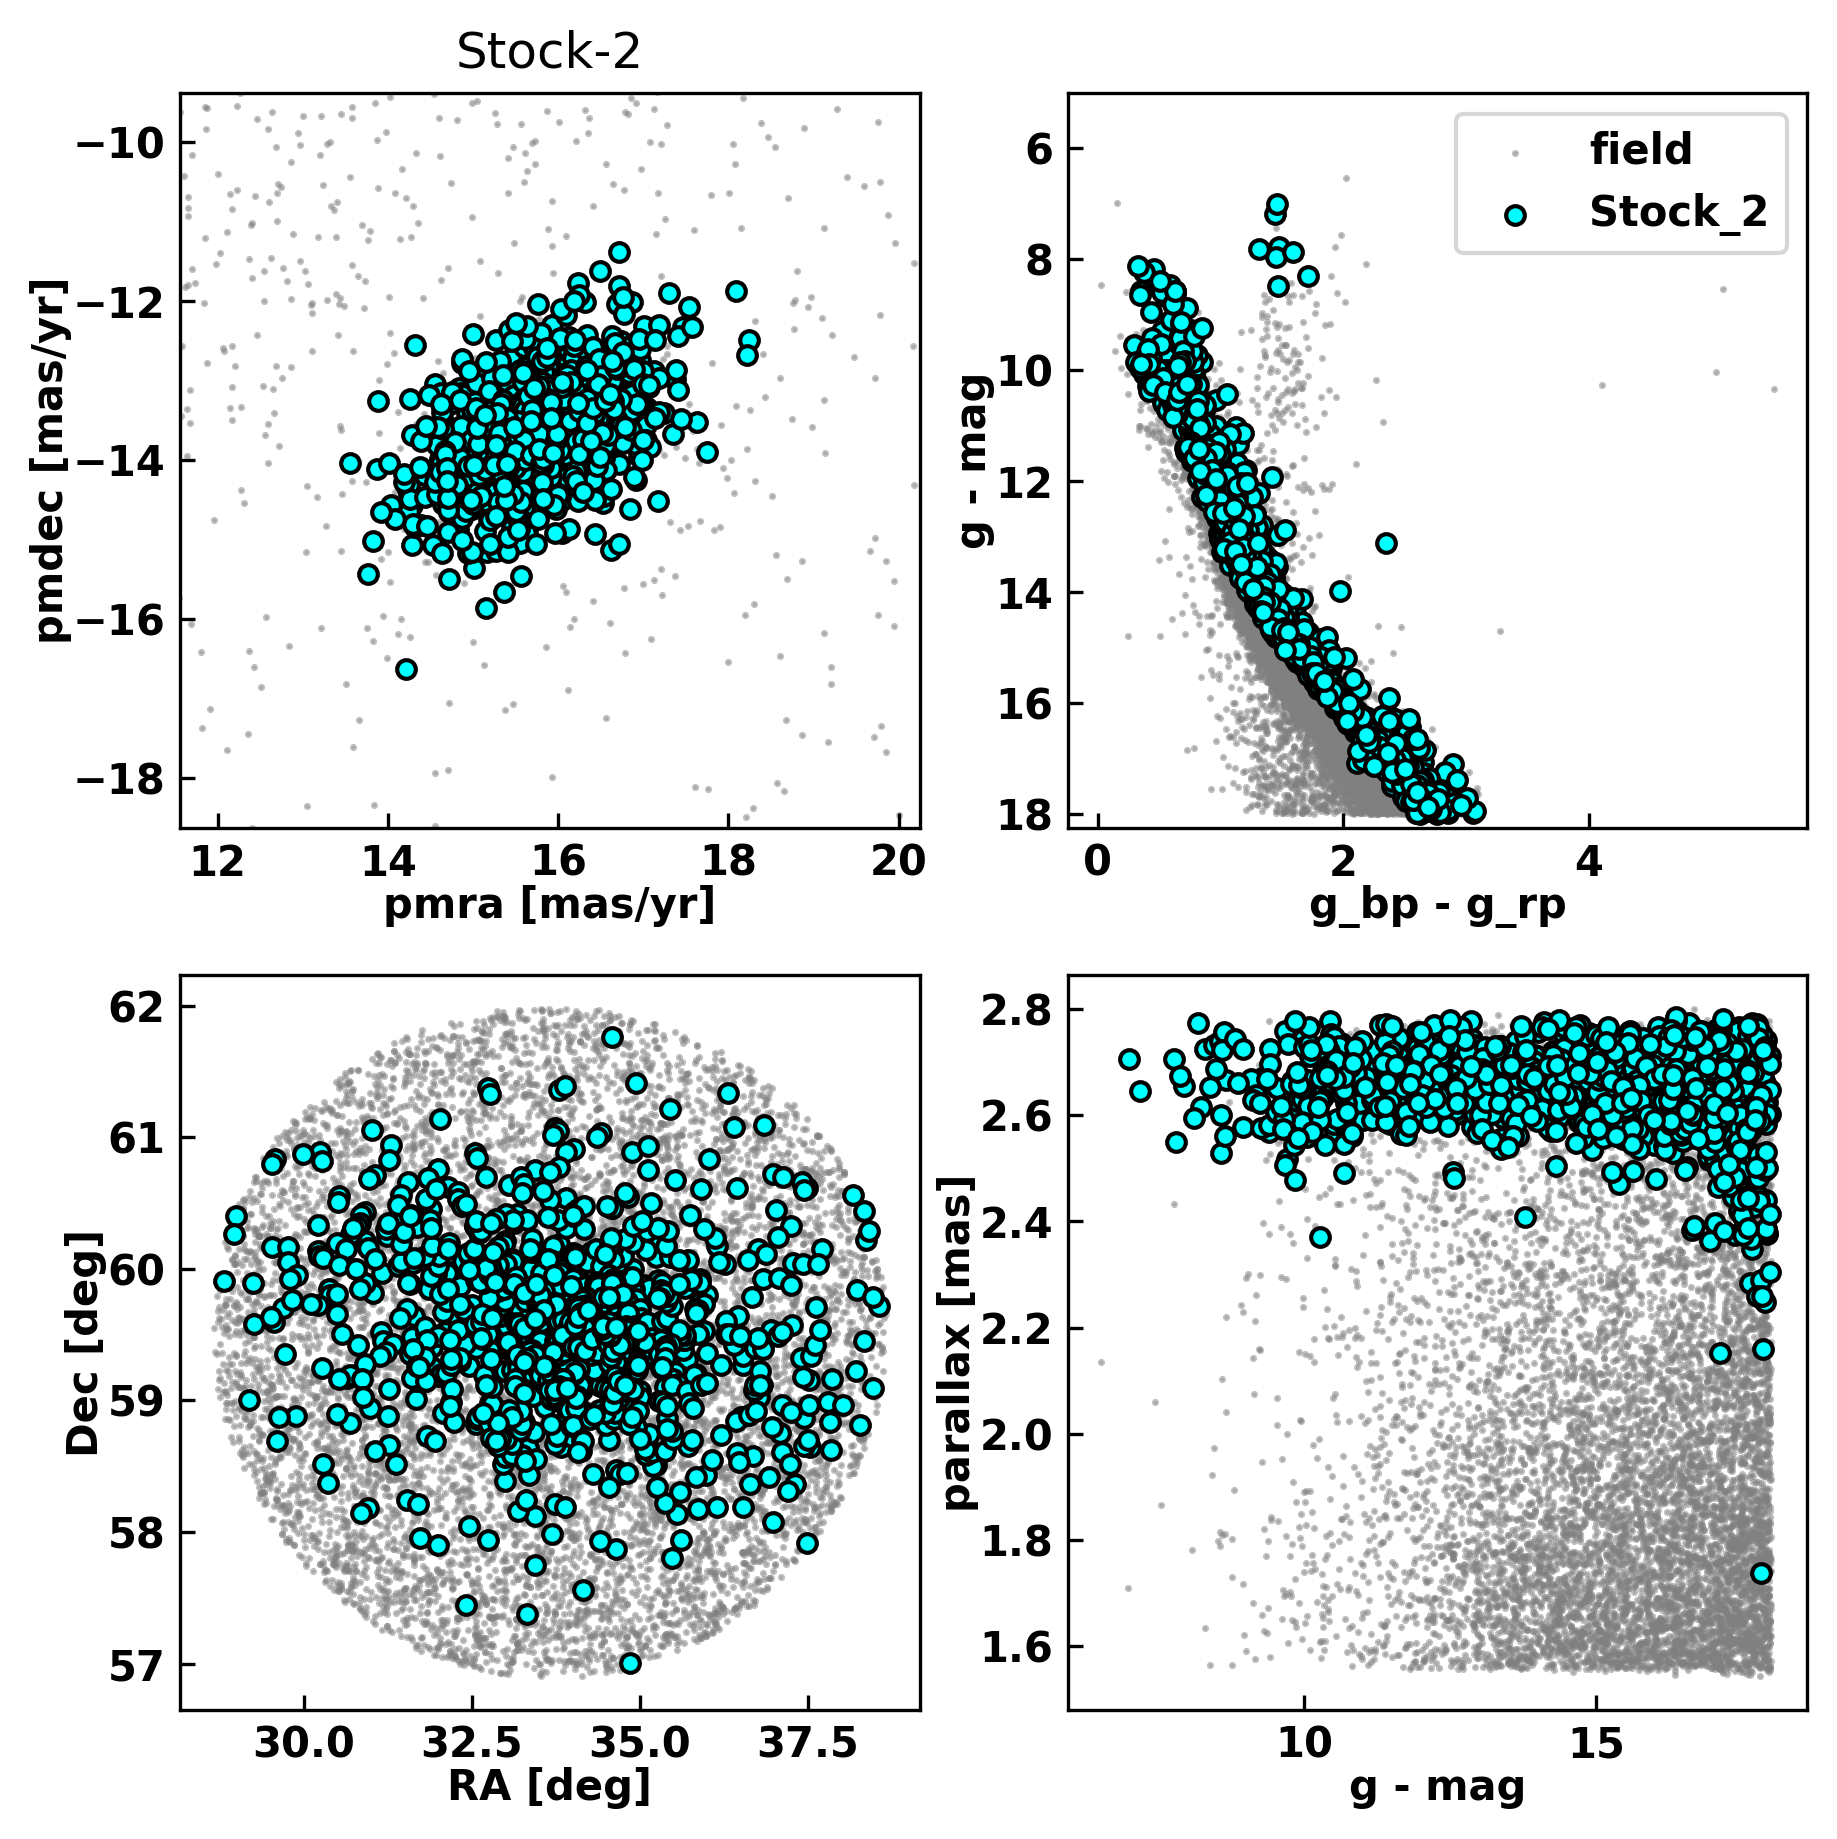 Stock-2
−10
−12
−14
−16
−18
pmdec [mas/yr]
12 14 16 18 20
pmra [mas/yr]
field
Stock_2
6
8
10
12
14
16
18
g - mag
0 2 4
g_bp - g_rp
62
61
60
59
58
57
Dec [deg]
30.0 32.5 35.0 37.5
RA [deg]
2.8
2.6
2.4
2.2
2.0
1.8
1.6
parallax [mas]
10 15
g - mag